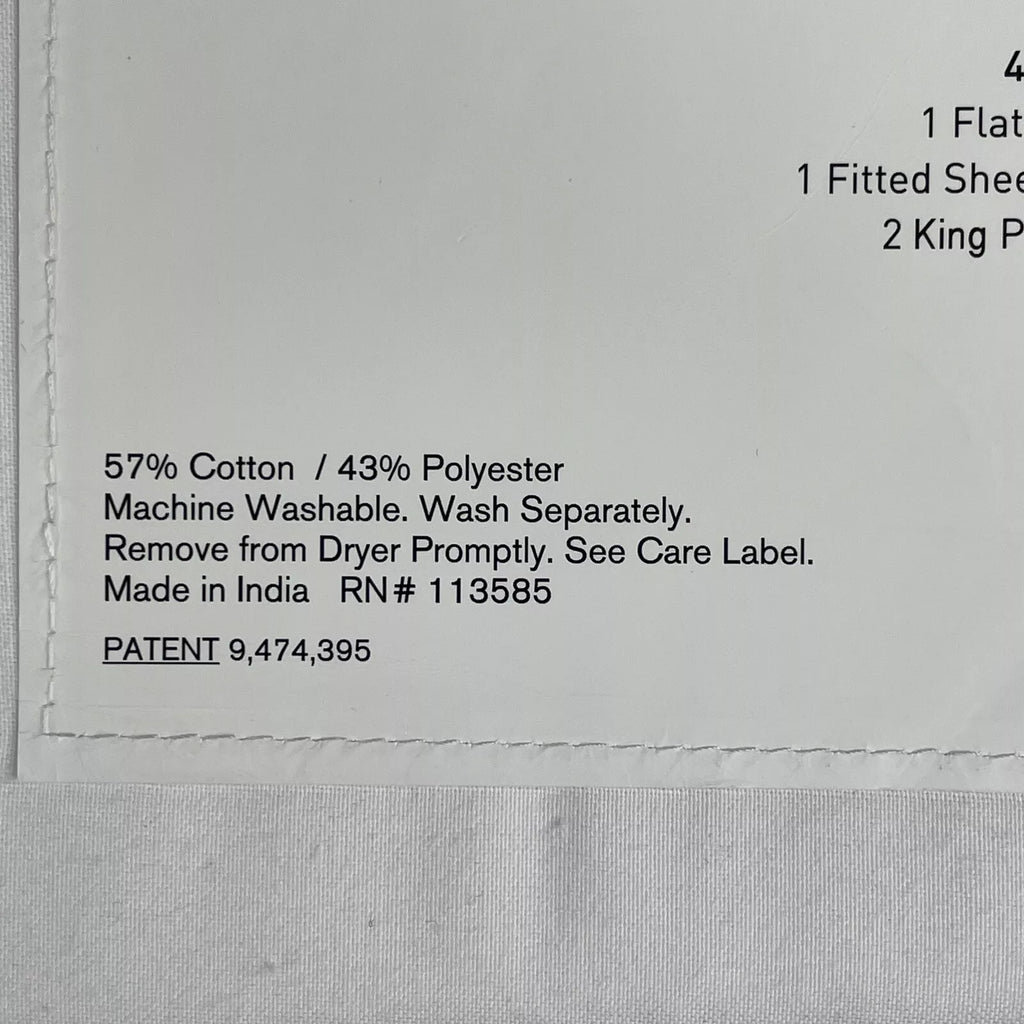 4
1 Flat
1 Fitted Shee
2 King P
57% Cotton / 43% Polyester
Machine Washable. Wash Separately.
Remove from Dryer Promptly. See Care Label.
Made in India RN# 113585
PATENT 9,474,395